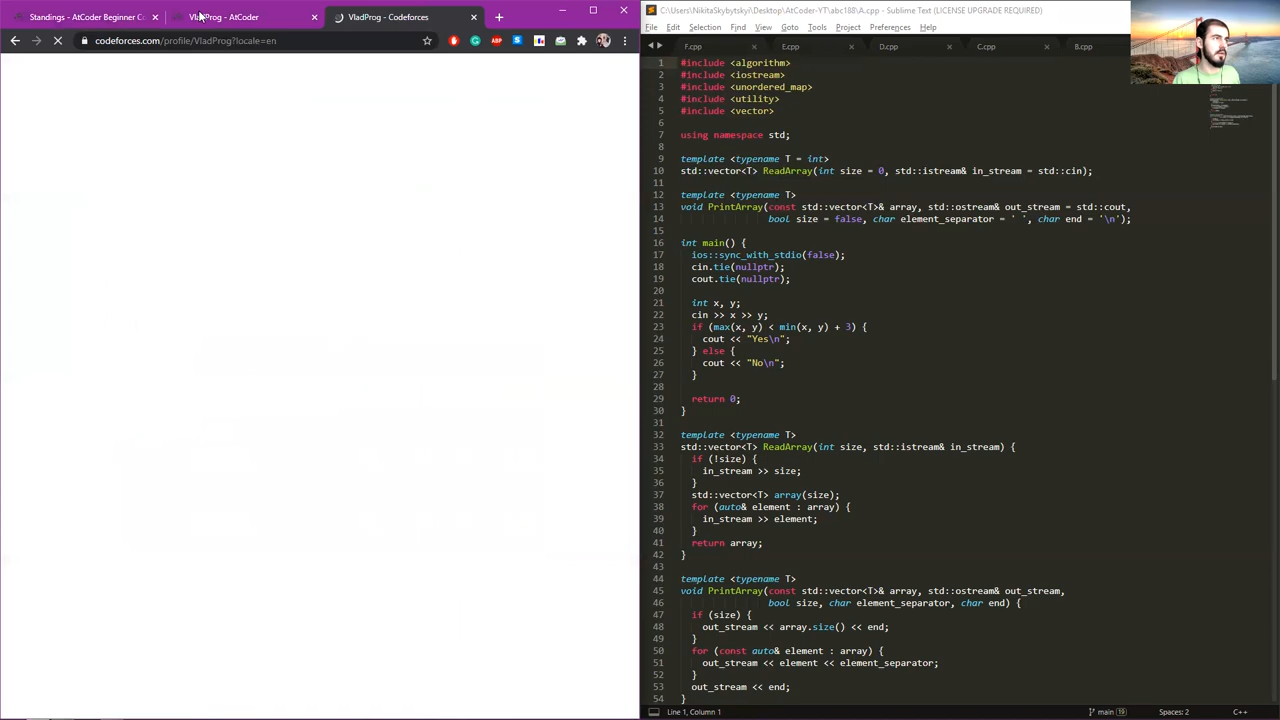 Standings - AtCoder Beginner Co
VladProg - AtCoder
VladProg - Codeforces
codeforces.com/profile/VladProg?locale=en
C:\Users\NikitaSkybytskyi\Desktop\AtCoder-YT\abc188\A.cpp - Sublime Text (LICENSE UPGRADE REQUIRED)
File Edit Selection Find View Goto Tools Project Preferences Help
F.cpp E.cpp D.cpp C.cpp B.cpp
1 #include <algorithm>
2 #include <iostream>
3 #include <unordered_map>
4 #include <utility>
5 #include <vector>
6
7 using namespace std;
8
9 template <typename T = int>
10 std::vector<T> ReadArray(int size = 0, std::istream& in_stream = std::cin);
11
12 template <typename T>
13 void PrintArray(const std::vector<T>& array, std::ostream& out_stream = std::cout,
14 bool size = false, char element_separator = ' ', char end = '\n');
15
16 int main() {
17 ios::sync_with_stdio(false);
18 cin.tie(nullptr);
19 cout.tie(nullptr);
20
21 int x, y;
22 cin >> x >> y;
23 if (max(x, y) < min(x, y) + 3) {
24 cout << "Yes\n";
25 } else {
26 cout << "No\n";
27 }
28
29 return 0;
30 }
31
32 template <typename T>
33 std::vector<T> ReadArray(int size, std::istream& in_stream) {
34 if (!size) {
35 in_stream >> size;
36 }
37 std::vector<T> array(size);
38 for (auto& element : array) {
39 in_stream >> element;
40 }
41 return array;
42 }
43
44 template <typename T>
45 void PrintArray(const std::vector<T>& array, std::ostream& out_stream,
46 bool size, char element_separator, char end) {
47 if (size) {
48 out_stream << array.size() << end;
49 }
50 for (const auto& element : array) {
51 out_stream << element << element_separator;
52 }
53 out_stream << end;
54 }
Line 1, Column 1
main 19
Spaces: 2
C++